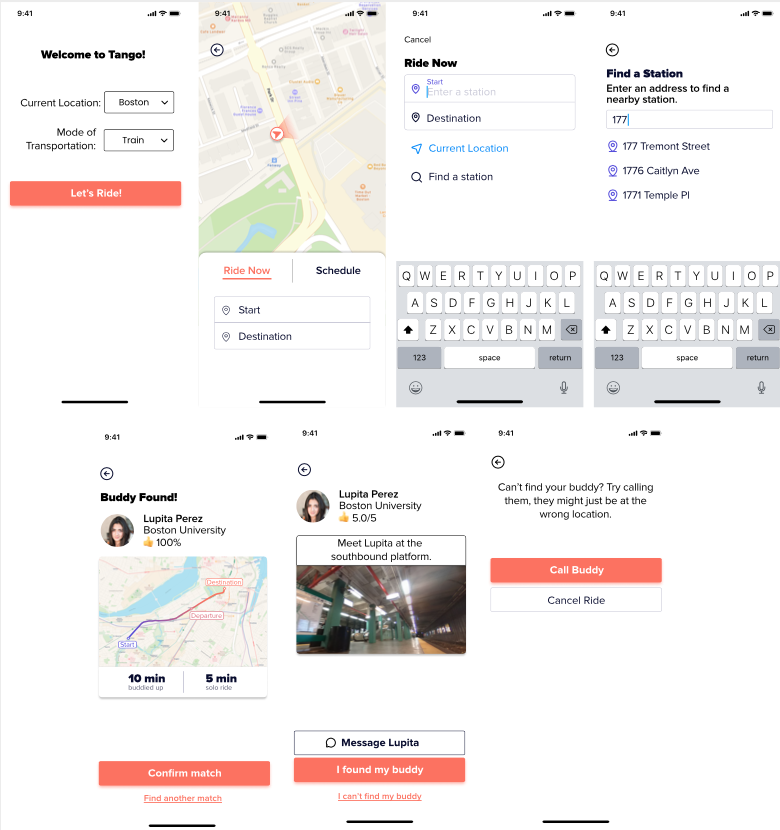 9:41
Welcome to Tango!
Current Location:
Boston
Mode of
Transportation:
Train
Let's Ride!
9:41
Ride Now
Schedule
Start
Destination
9:41
Cancel
Ride Now
Start
Enter a station
Destination
Current Location
Find a station
Q W E R T Y U I O P
A S D F G H J K L
Z X C V B N M
123
space
return
9:41
Find a Station
Enter an address to find a
nearby station.
177
177 Tremont Street
1776 Caitlyn Ave
1771 Temple Pl
Q W E R T Y U I O P
A S D F G H J K L
Z X C V B N M
123
space
return
9:41
Buddy Found!
Lupita Perez
Boston University
👍 100%
Destination
Departure
Start
10 min
buddied up
5 min
solo ride
Confirm match
Find another match
9:41
Lupita Perez
Boston University
👍 5.0/5
Meet Lupita at the
southbound platform.
Message Lupita
I found my buddy
I can't find my buddy
9:41
Can't find your buddy? Try calling
them, they might just be at the
wrong location.
Call Buddy
Cancel Ride